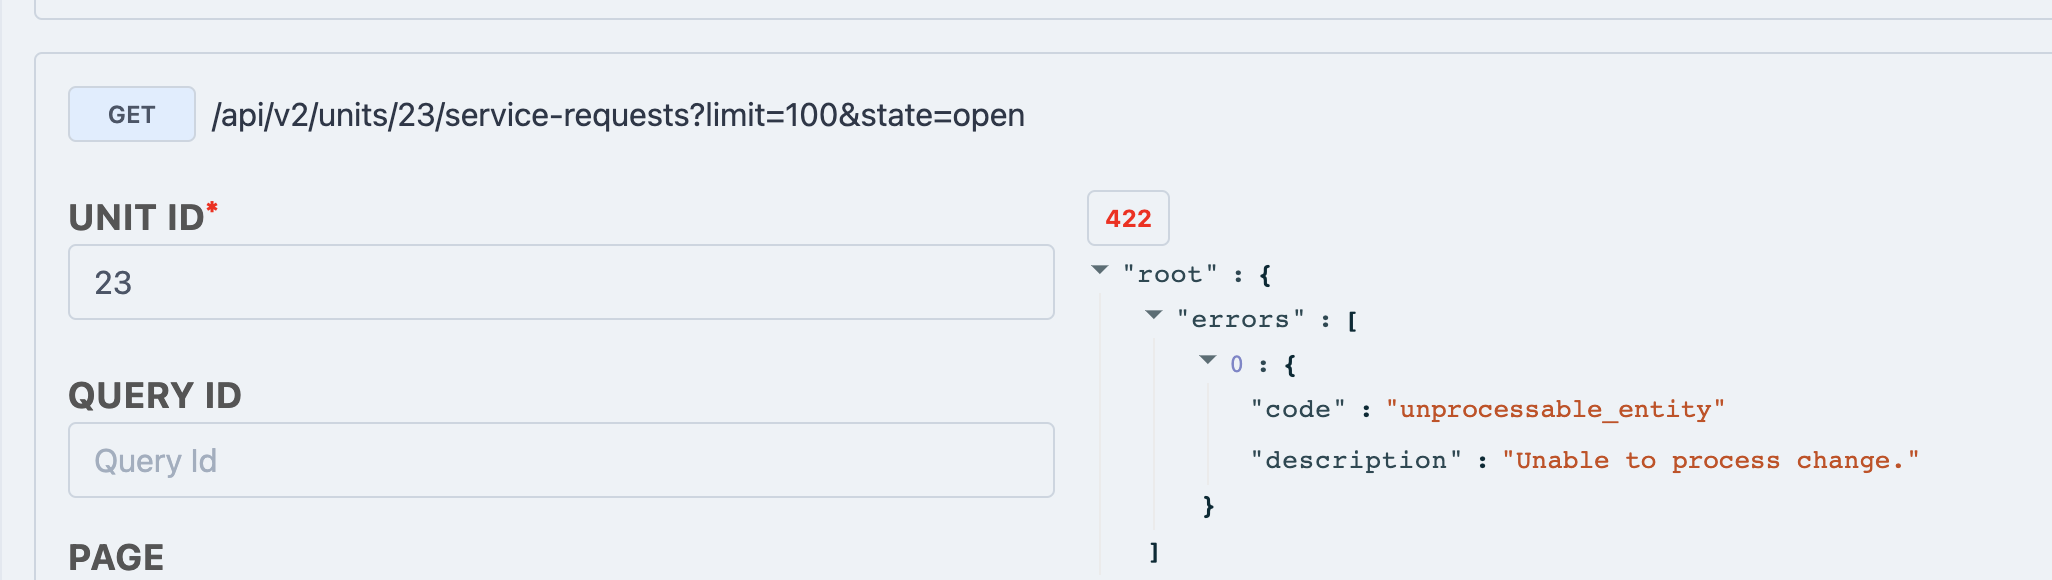 GET /api/v2/units/23/service-requests?limit=100&state=open
UNIT ID*
23
QUERY ID
Query Id
PAGE
422
"root" : {
"errors" : [
0 : {
"code" : "unprocessable_entity"
"description" : "Unable to process change."
}
]